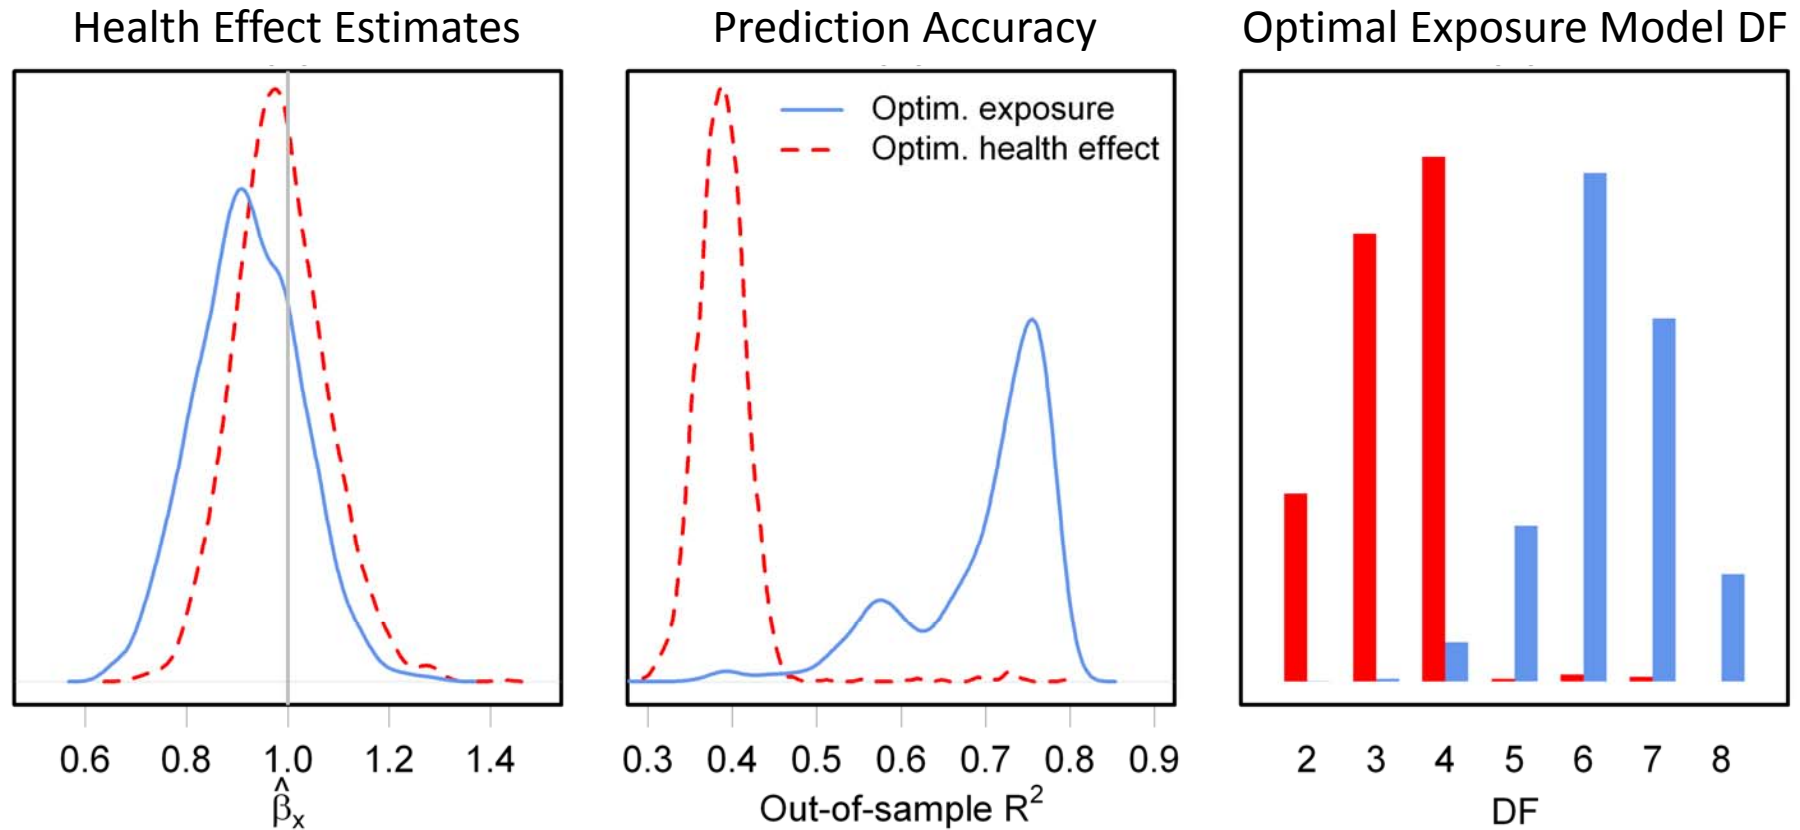 Health Effect Estimates
Prediction Accuracy
Optimal Exposure Model DF
Optim. exposure
Optim. health effect
0.6 0.8 1.0 1.2 1.4
β̂x
0.3 0.4 0.5 0.6 0.7 0.8 0.9
Out-of-sample R²
2 3 4 5 6 7 8
DF